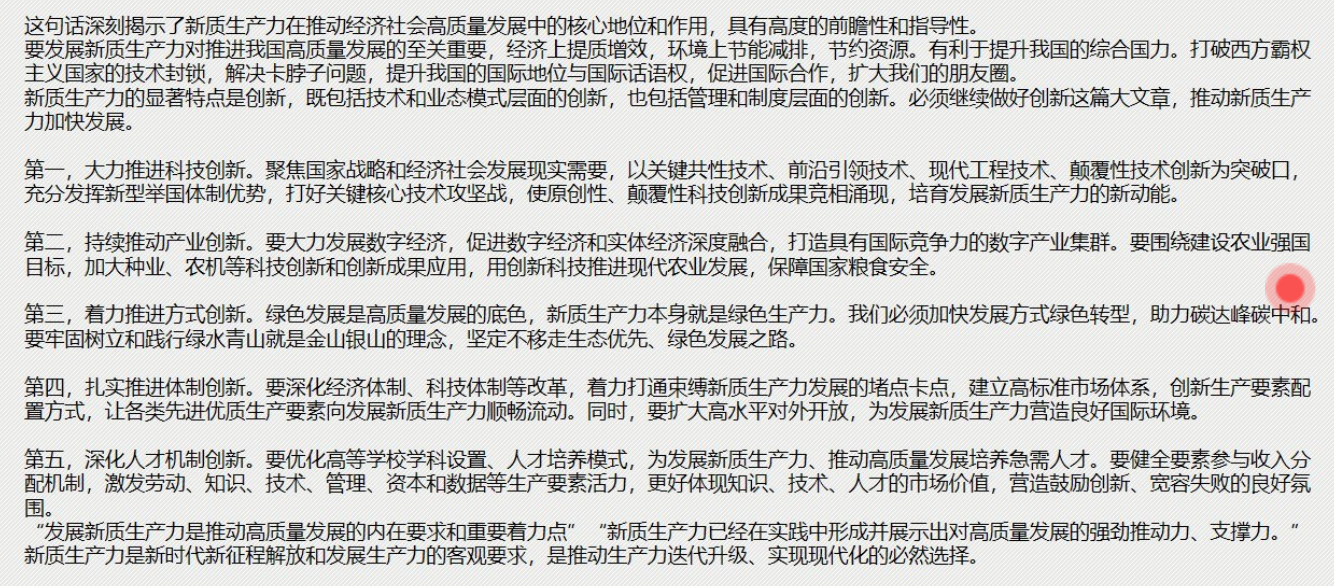 这句话深刻揭示了新质生产力在推动经济社会高质量发展中的核心地位和作用，具有高度的前瞻性和指导性。
要发展新质生产力对推进我国高质量发展的至关重要，经济上提质增效，环境上节能减排，节约资源。有利于提升我国的综合国力。打破西方霸权
主义国家的技术封锁，解决卡脖子问题，提升我国的国际地位与国际话语权，促进国际合作，扩大我们的朋友圈。
新质生产力的显著特点是创新，既包括技术和业态模式层面的创新，也包括管理和制度层面的创新。必须继续做好创新这篇大文章，推动新质生产
力加快发展。
第一，大力推进科技创新。聚焦国家战略和经济社会发展现实需要，以关键共性技术、前沿引领技术、现代工程技术、颠覆性技术创新为突破口，
充分发挥新型举国体制优势，打好关键核心技术攻坚战，使原创性、颠覆性科技创新成果竞相涌现，培育发展新质生产力的新动能。
第二，持续推动产业创新。要大力发展数字经济，促进数字经济和实体经济深度融合，打造具有国际竞争力的数字产业集群。要围绕建设农业强国
目标，加大种业、农机等科技创新和创新成果应用，用创新科技推进现代农业发展，保障国家粮食安全。
第三，着力推进方式创新。绿色发展是高质量发展的底色，新质生产力本身就是绿色生产力。我们必须加快发展方式绿色转型，助力碳达峰碳中和。
要牢固树立和践行绿水青山就是金山银山的理念，坚定不移走生态优先、绿色发展之路。
第四，扎实推进体制创新。要深化经济体制、科技体制等改革，着力打通束缚新质生产力发展的堵点卡点，建立高标准市场体系，创新生产要素配
置方式，让各类先进优质生产要素向发展新质生产力顺畅流动。同时，要扩大高水平对外开放，为发展新质生产力营造良好国际环境。
第五，深化人才机制创新。要优化高等学校学科设置、人才培养模式，为发展新质生产力、推动高质量发展培养急需人才。要健全要素参与收入分
配机制，激发劳动、知识、技术、管理、资本和数据等生产要素活力，更好体现知识、技术、人才的市场价值，营造鼓励创新、宽容失败的良好氛
围。
“发展新质生产力是推动高质量发展的内在要求和重要着力点”“新质生产力已经在实践中形成并展示出对高质量发展的强劲推动力、支撑力。”
新质生产力是新时代新征程解放和发展生产力的客观要求，是推动生产力迭代升级、实现现代化的必然选择。